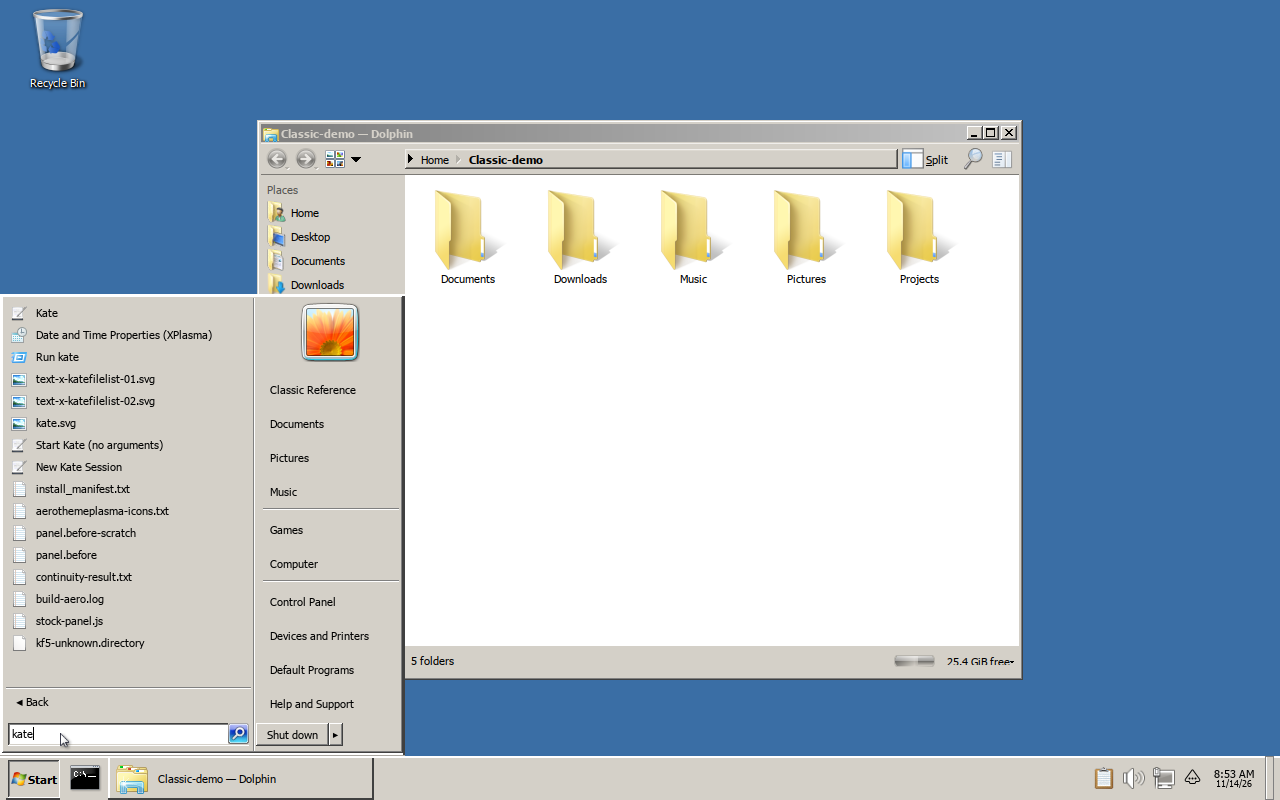 Recycle Bin
Classic-demo — Dolphin
Home
Classic-demo
Split
Places
Home
Desktop
Documents
Downloads
Documents
Downloads
Music
Pictures
Projects
5 folders
25.4 GiB free
Kate
Date and Time Properties (XPlasma)
Run kate
text-x-katefilelist-01.svg
text-x-katefilelist-02.svg
kate.svg
Start Kate (no arguments)
New Kate Session
install_manifest.txt
aerothemeplasma-icons.txt
panel.before-scratch
panel.before
continuity-result.txt
build-aero.log
stock-panel.js
kf5-unknown.directory
Back
kate
Classic Reference
Documents
Pictures
Music
Games
Computer
Control Panel
Devices and Printers
Default Programs
Help and Support
Shut down
Start
C:\
Classic-demo — Dolphin
8:53 AM
11/14/26